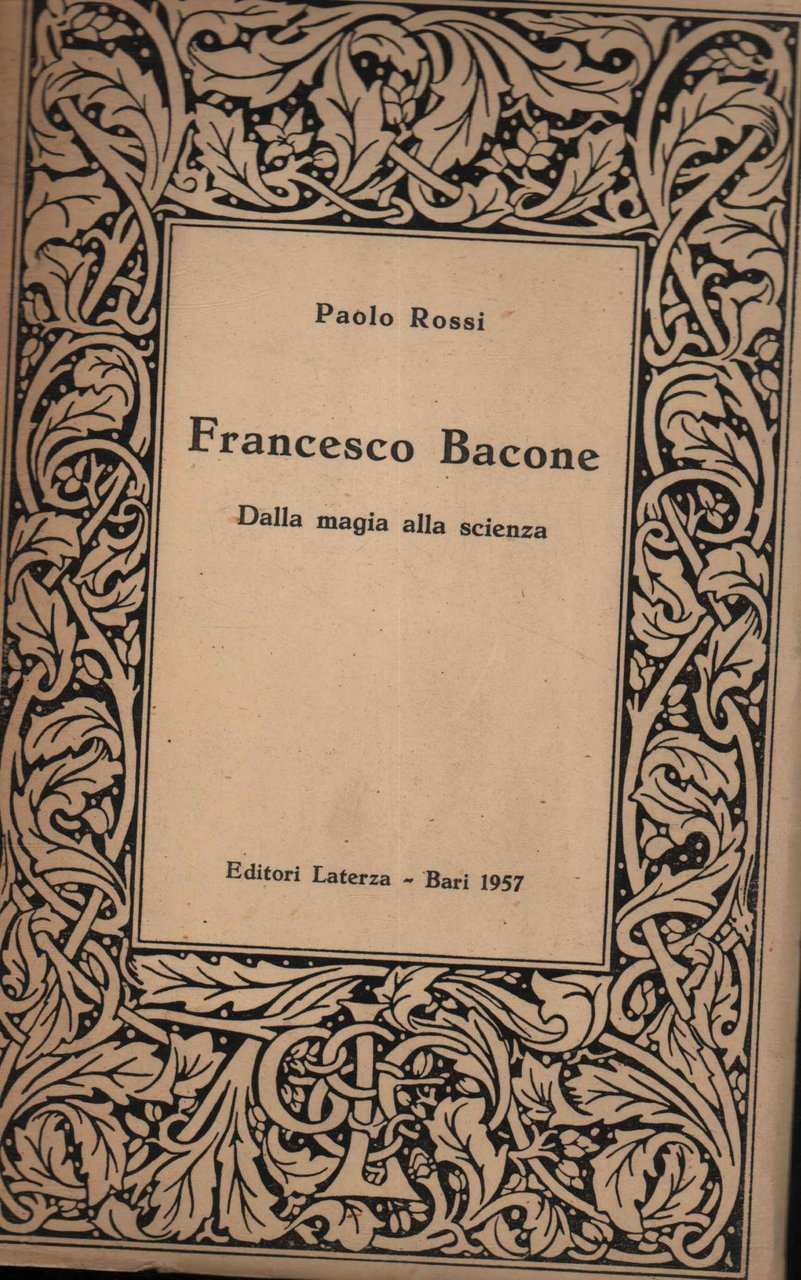 Paolo Rossi
Francesco Bacone
Dalla magia alla scienza
Editori Laterza - Bari 1957